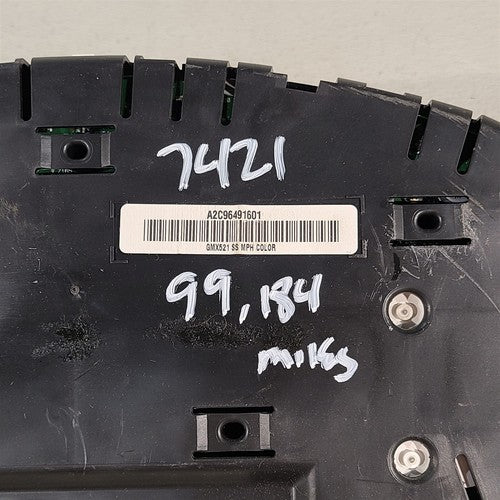 7421
A2C96491601
GMX521 SS MPH COLOR
99,184
miles